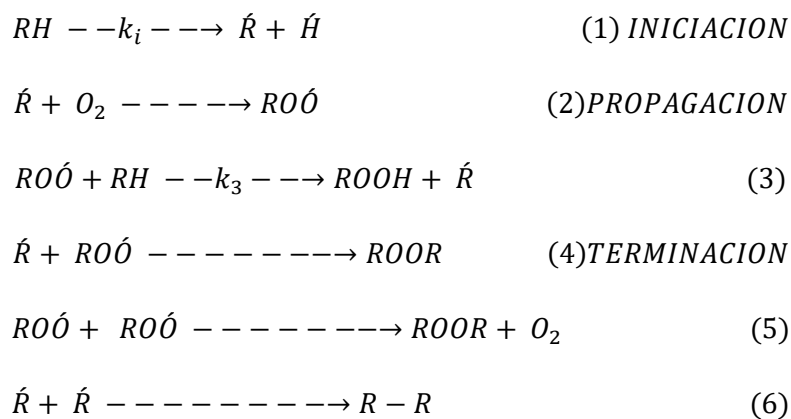 RH − −kᵢ − −→ Ŕ + H́ (1) INICIACION
Ŕ + O₂ − − − −→ ROÓ (2)PROPAGACION
ROÓ + RH − −k₃ − −→ ROOH + Ŕ (3)
Ŕ + ROÓ − − − − − − −→ ROOR (4)TERMINACION
ROÓ + ROÓ − − − − − − −→ ROOR + O₂ (5)
Ŕ + Ŕ − − − − − − − − −→ R − R (6)